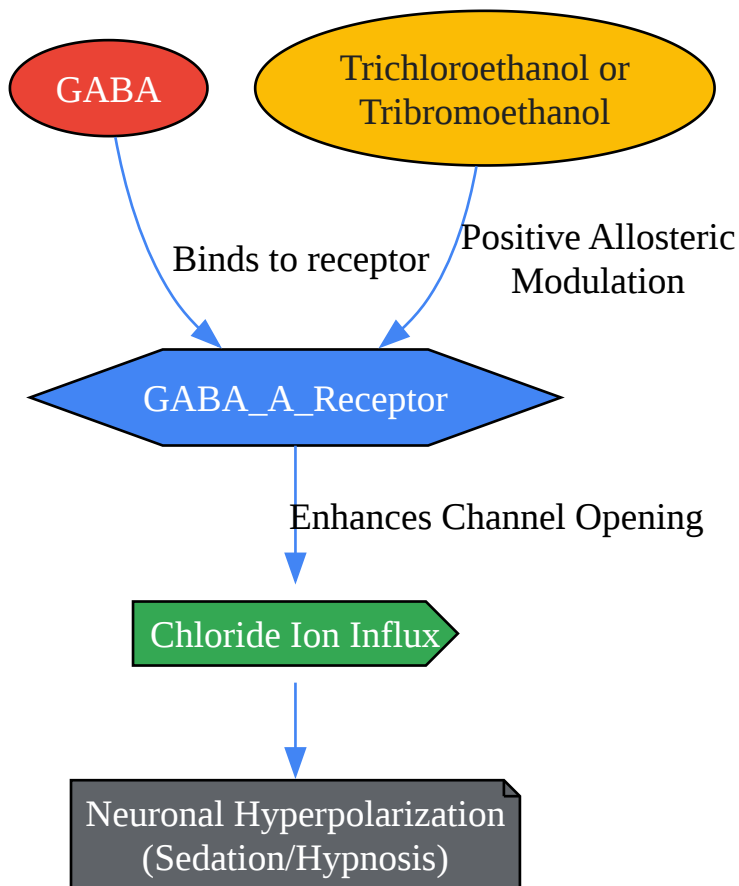 GABA
Trichloroethanol or
Tribromoethanol
Binds to receptor
Positive Allosteric
Modulation
GABA_A_Receptor
Enhances Channel Opening
Chloride Ion Influx
Neuronal Hyperpolarization
(Sedation/Hypnosis)